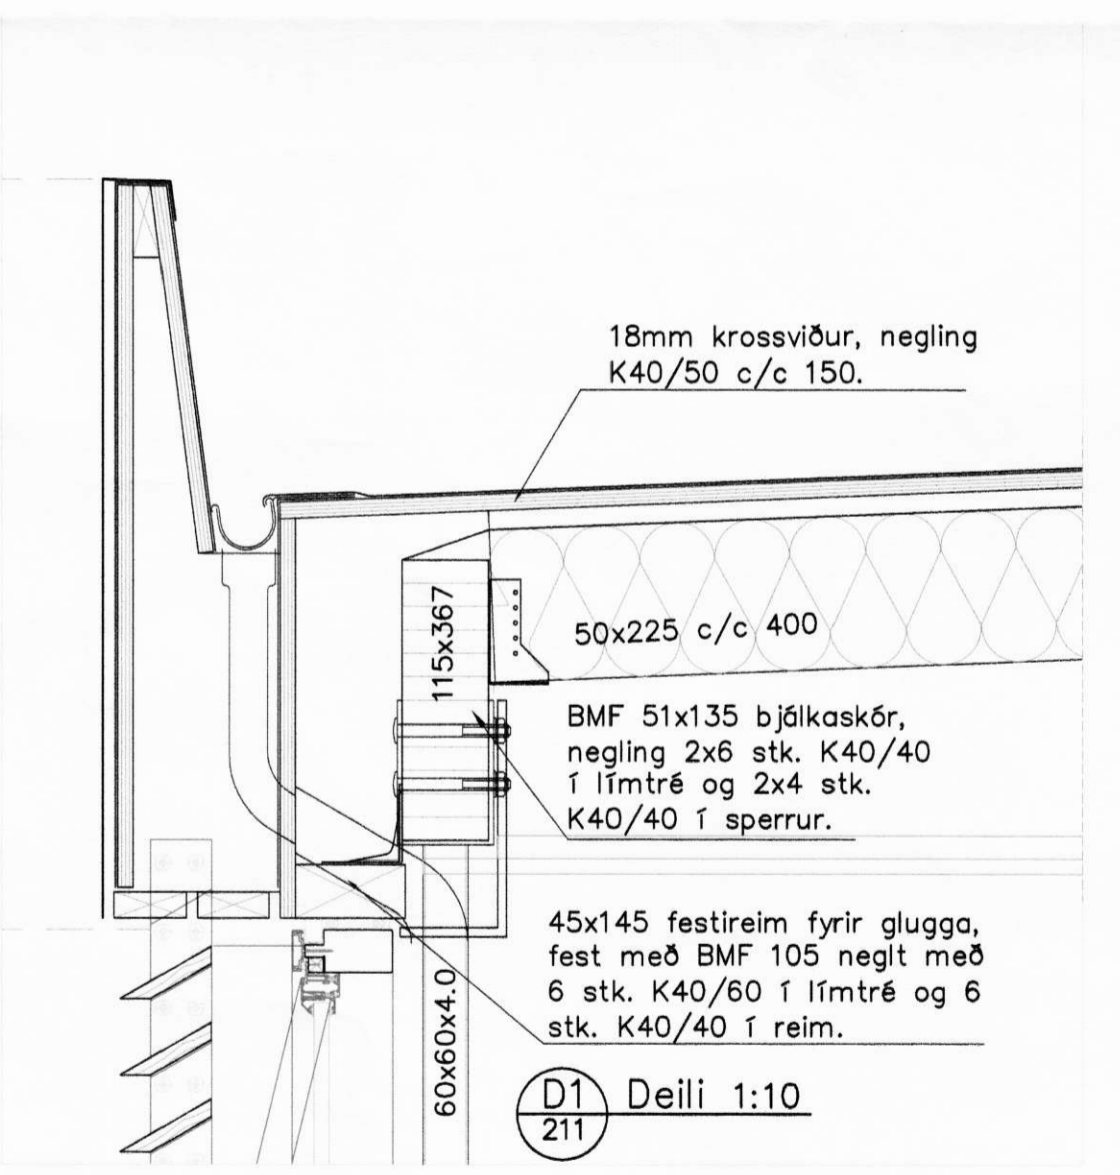 18mm krossviður, negling
K40/50 c/c 150.
115x367
50x225 c/c 400
BMF 51x135 bjálkaskór,
negling 2x6 stk. K40/40
í límtré og 2x4 stk.
K40/40 í sperrur.
45x145 festireim fyrir glugga,
fest með BMF 105 neglt með
6 stk. K40/60 í límtré og 6
stk. K40/40 í reim.
60x60x4.0
D1 Deili 1:10
211